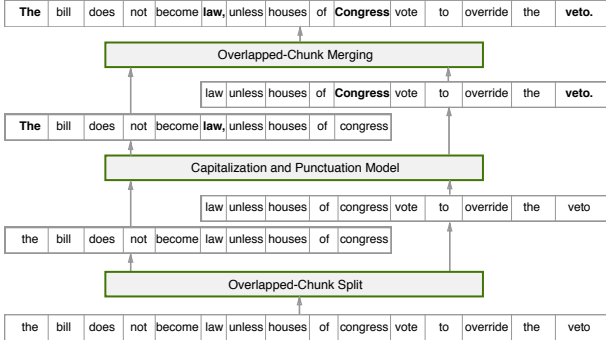 The bill does not become law, unless houses of Congress vote to override the veto.
Overlapped-Chunk Merging
law unless houses of Congress vote to override the veto.
The bill does not become law, unless houses of congress
Capitalization and Punctuation Model
law unless houses of congress vote to override the veto
the bill does not become law unless houses of congress
Overlapped-Chunk Split
the bill does not become law unless houses of congress vote to override the veto